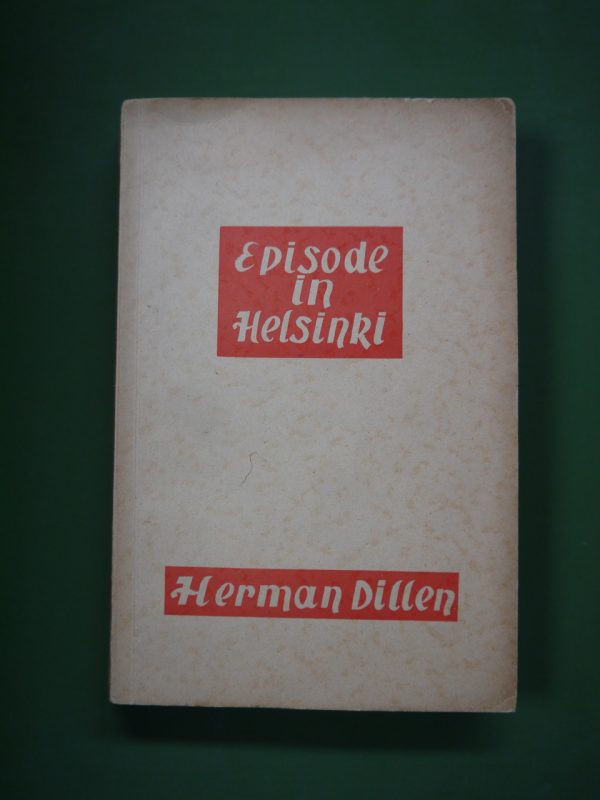 Episode
in
Helsinki
Herman Dillen